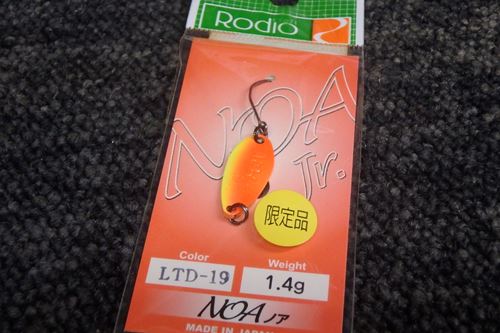 Rodio
NOA
Jr.
限定品
Color
Weight
LTD-19
1.4g
NOA ノア
MADE IN JAPAN